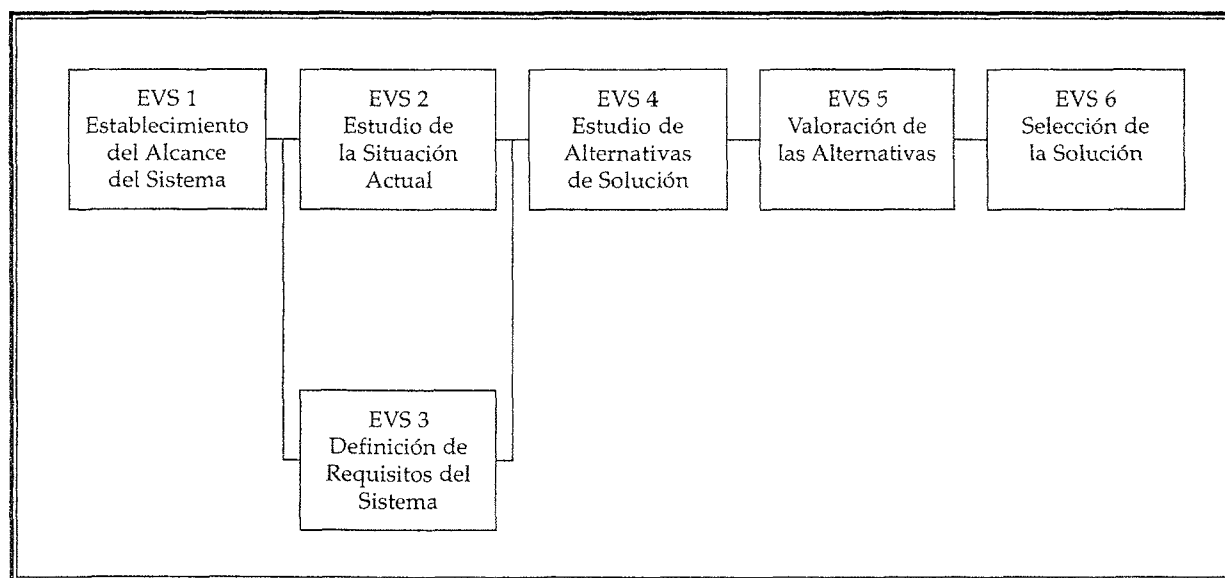 EVS 1
Establecimiento
del Alcance
del Sistema
EVS 2
Estudio de
la Situación
Actual
EVS 4
Estudio de
Alternativas
de Solución
EVS 5
Valoración de
las Alternativas
EVS 6
Selección de
la Solución
EVS 3
Definición de
Requisitos del
Sistema